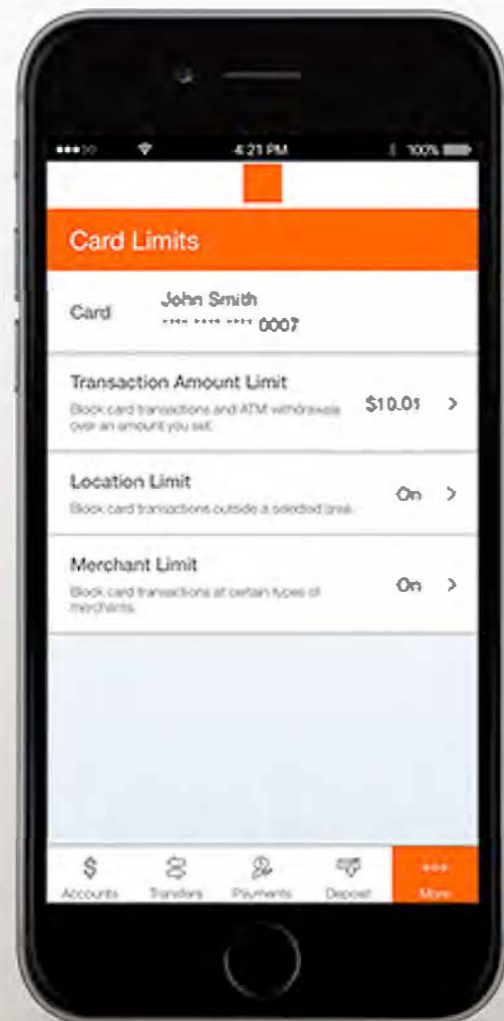 4:21 PM
100%
Card Limits
Card
John Smith
**** **** **** 0007
Transaction Amount Limit
Block card transactions and ATM withdrawals
over an amount you set.
$10.01
Location Limit
Block card transactions outside a selected area.
On
Merchant Limit
Block card transactions at certain types of
merchants.
On
Accounts
Transfers
Payments
Deposit
More